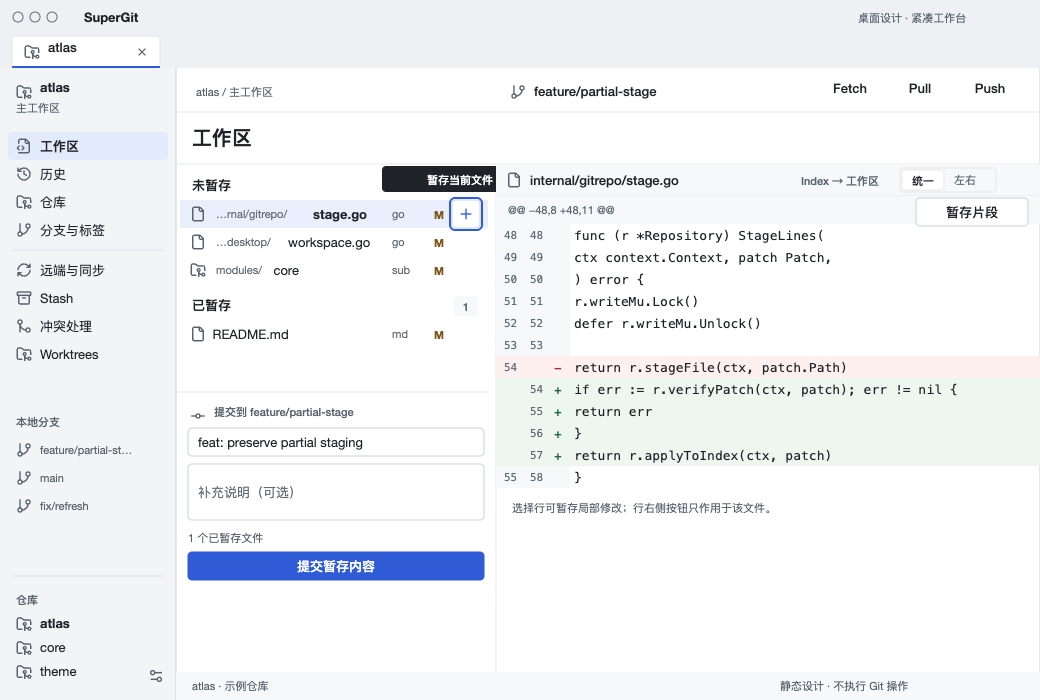 SuperGit
桌面设计 · 紧凑工作台
atlas
atlas
主工作区
工作区
历史
仓库
分支与标签
远端与同步
Stash
冲突处理
Worktrees
本地分支
feature/partial-st…
main
fix/refresh
仓库
atlas
core
theme
atlas / 主工作区
feature/partial-stage
Fetch
Pull
Push
工作区
未暂存
暂存当前文件
…rnal/gitrepo/ stage.go go M
…desktop/ workspace.go go M
modules/ core sub M
已暂存 1
README.md md M
提交到 feature/partial-stage
feat: preserve partial staging
补充说明（可选）
1 个已暂存文件
提交暂存内容
internal/gitrepo/stage.go
Index → 工作区
统一
左右
@@ −48,8 +48,11 @@
暂存片段
48 48 func (r *Repository) StageLines(
49 49 ctx context.Context, patch Patch,
50 50 ) error {
51 51 r.writeMu.Lock()
52 52 defer r.writeMu.Unlock()
53 53
54 − return r.stageFile(ctx, patch.Path)
54 + if err := r.verifyPatch(ctx, patch); err != nil {
55 + return err
56 + }
57 + return r.applyToIndex(ctx, patch)
55 58 }
选择行可暂存局部修改；行右侧按钮只作用于该文件。
atlas · 示例仓库
静态设计 · 不执行 Git 操作